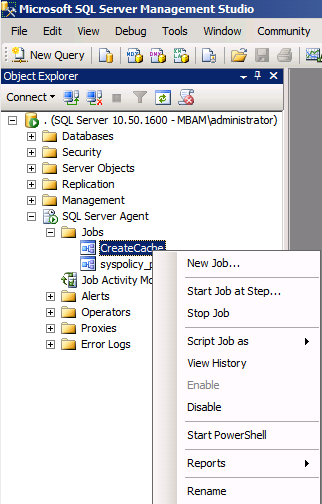 Microsoft SQL Server Management Studio
File Edit View Debug Tools Window Community
New Query
Object Explorer
Connect
. (SQL Server 10.50.1600 - MBAM\administrator)
Databases
Security
Server Objects
Replication
Management
SQL Server Agent
Jobs
CreateCache
syspolicy_p
Job Activity Mo
Alerts
Operators
Proxies
Error Logs
New Job...
Start Job at Step...
Stop Job
Script Job as
View History
Enable
Disable
Start PowerShell
Reports
Rename